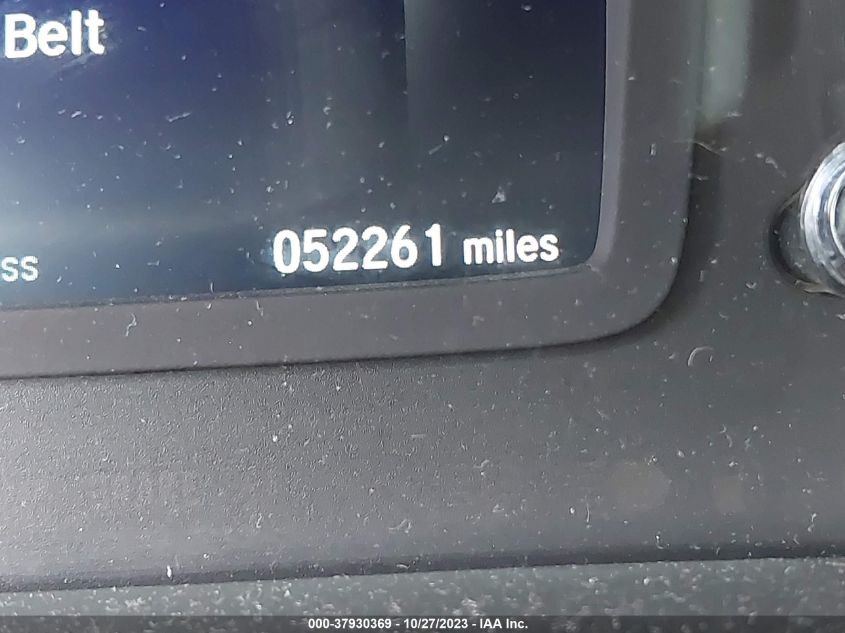 Belt
ss
052261 miles
000-37930369 - 10/27/2023 - IAA Inc.